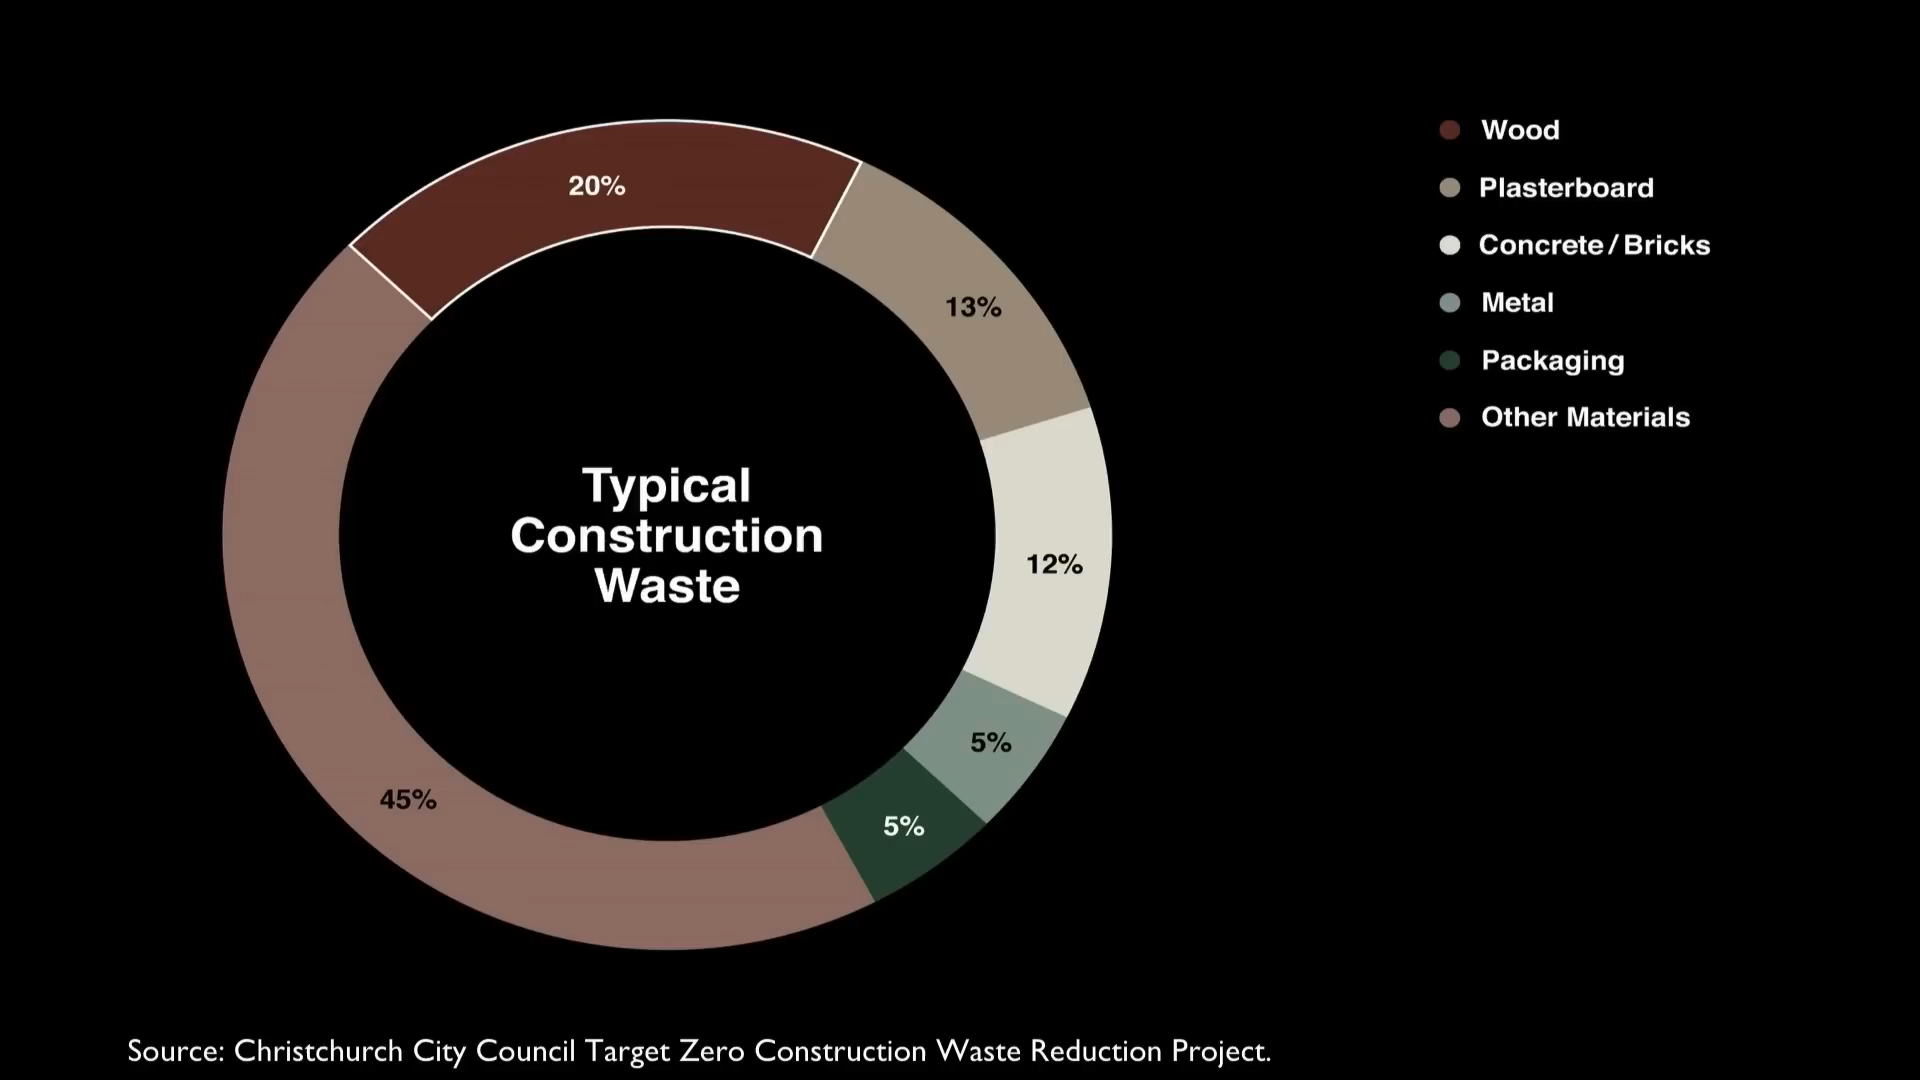 20%
13%
12%
5%
5%
45%
Typical
Construction
Waste
Wood
Plasterboard
Concrete/Bricks
Metal
Packaging
Other Materials
Source: Christchurch City Council Target Zero Construction Waste Reduction Project.